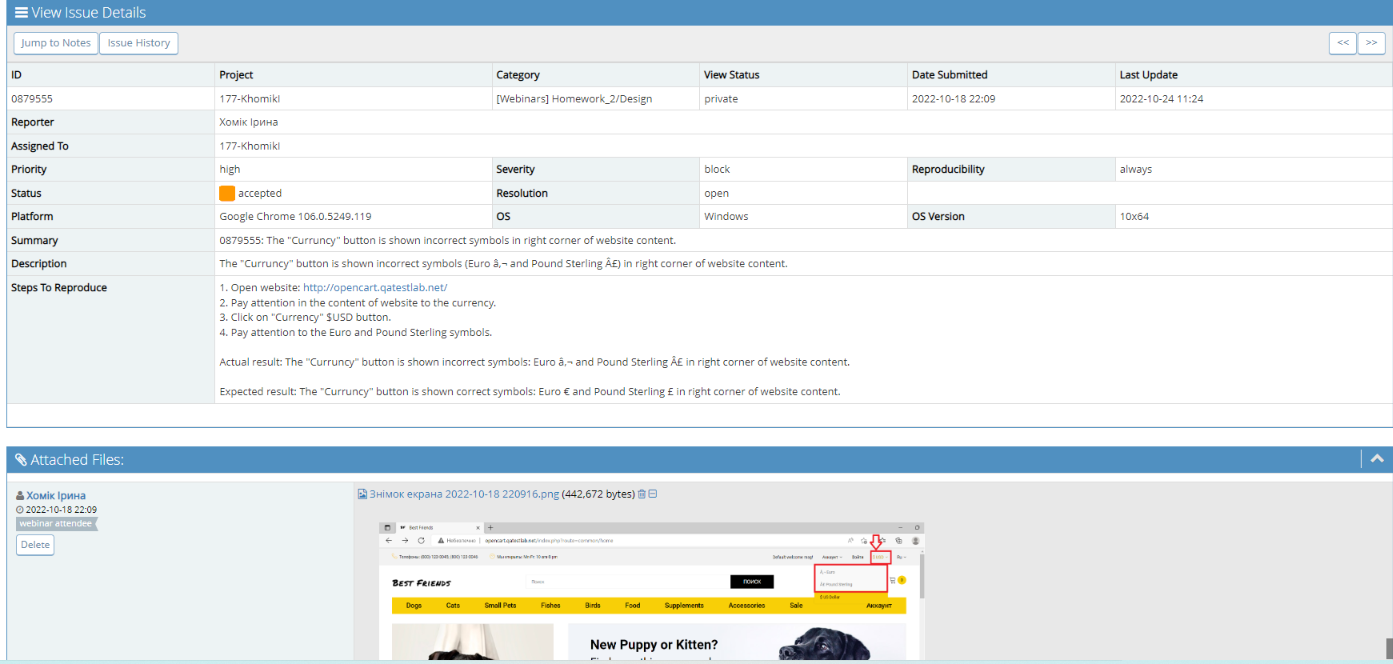 View Issue Details
Jump to Notes Issue History << >>
ID Project Category View Status Date Submitted Last Update
0879555 177-Khomikl [Webinars] Homework_2/Design private 2022-10-18 22:09 2022-10-24 11:24
Reporter Хомік Ірина
Assigned To 177-Khomikl
Priority high Severity block Reproducibility always
Status accepted Resolution open
Platform Google Chrome 106.0.5249.119 OS Windows OS Version 10x64
Summary 0879555: The "Curruncy" button is shown incorrect symbols in right corner of website content.
Description The "Curruncy" button is shown incorrect symbols (Euro â‚¬ and Pound Sterling Â£) in right corner of website content.
Steps To Reproduce 1. Open website: http://opencart.qatestlab.net/
2. Pay attention in the content of website to the currency.
3. Click on "Currency" $USD button.
4. Pay attention to the Euro and Pound Sterling symbols.
Actual result: The "Curruncy" button is shown incorrect symbols: Euro â‚¬ and Pound Sterling Â£ in right corner of website content.
Expected result: The "Curruncy" button is shown correct symbols: Euro € and Pound Sterling £ in right corner of website content.
Attached Files:
Хомік Ірина
2022-10-18 22:09
webinar attendee
Delete
Знімок екрана 2022-10-18 220916.png (442,672 bytes)
Best Friends
opencart.qatestlab.net/index.php?route=common/home
BEST FRIENDS Поиск ПОИСК
Dogs Cats Small Pets Fishes Birds Food Supplements Accessories Sale Аккаунт
New Puppy or Kitten?